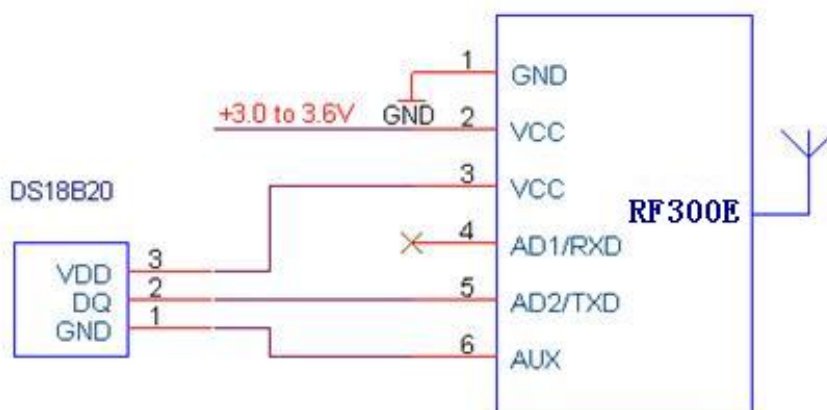 1
GND
+3.0 to 3.6V
GND
2
VCC
3
VCC
DS18B20
RF300E
4
AD1/RXD
VDD
3
DQ
2
5
AD2/TXD
GND
1
6
AUX